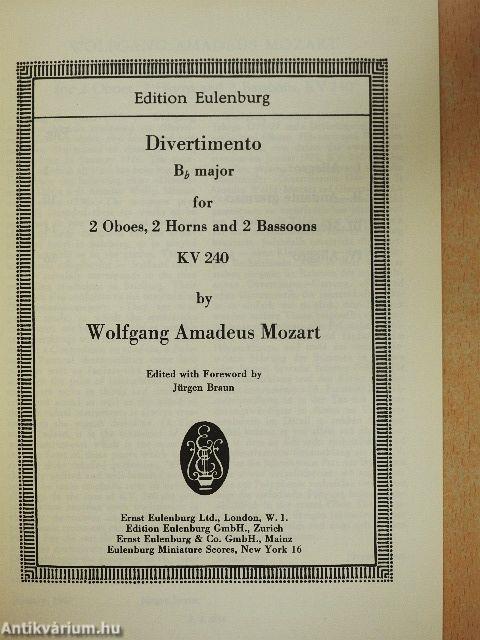 Edition Eulenburg
Divertimento
B♭ major
for
2 Oboes, 2 Horns and 2 Bassoons
KV 240
by
Wolfgang Amadeus Mozart
Edited with Foreword by
Jürgen Braun
Ernst Eulenburg Ltd., London, W. 1.
Edition Eulenburg GmbH., Zurich
Ernst Eulenburg & Co. GmbH., Mainz
Eulenburg Miniature Scores, New York 16
Antikvárium.hu